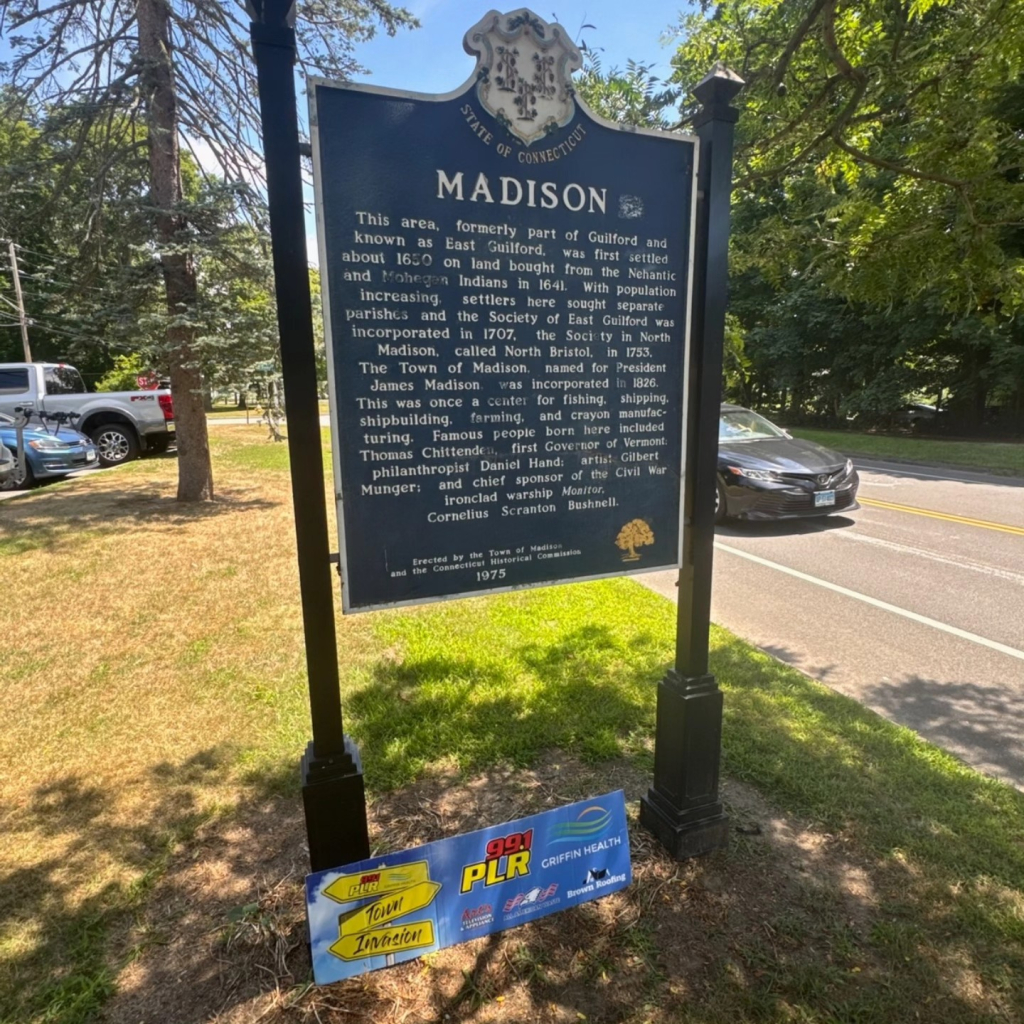 STATE OF CONNECTICUT
MADISON
This area, formerly part of Guilford and
known as East Guilford, was first settled
about 1650 on land bought from the Nehantic
and Mohegan Indians in 1641. With population
increasing, settlers here sought separate
parishes and the Society of East Guilford was
incorporated in 1707, the Society in North
Madison, called North Bristol, in 1753.
The Town of Madison, named for President
James Madison, was incorporated in 1826.
This was once a center for fishing, shipping,
shipbuilding, farming, and crayon manufac-
turing. Famous people born here included
Thomas Chittenden, first Governor of Vermont;
philanthropist Daniel Hand; artist Gilbert
Munger; and chief sponsor of the Civil War
ironclad warship Monitor,
Cornelius Scranton Bushnell.
Erected by the Town of Madison
and the Connecticut Historical Commission
1975
FX4
99.1
PLR
Town
Invasion
99.1
PLR
GRIFFIN HEALTH
TELEVISION
& APPLIANCE
Brown Roofing